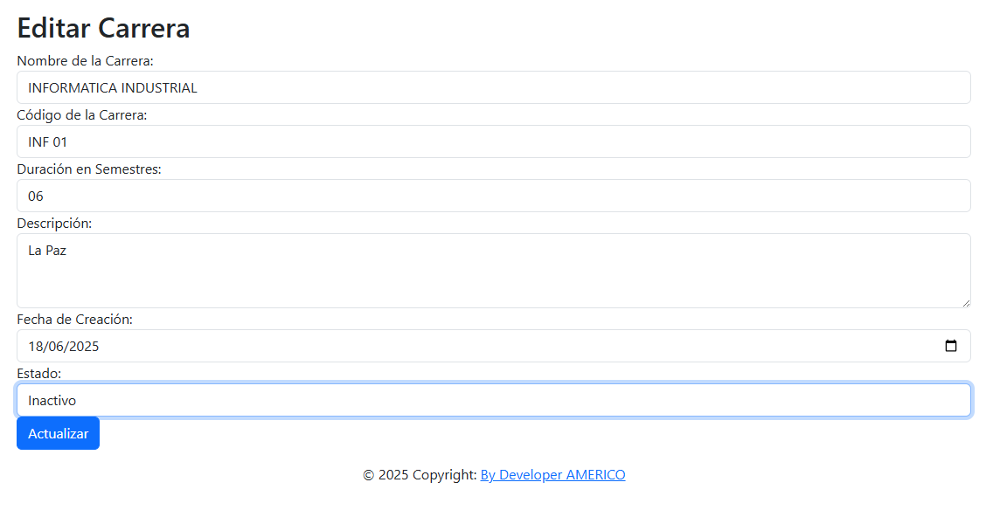 Editar Carrera
Nombre de la Carrera:
INFORMATICA INDUSTRIAL
Código de la Carrera:
INF 01
Duración en Semestres:
06
Descripción:
La Paz
Fecha de Creación:
18/06/2025
Estado:
Inactivo
Actualizar
© 2025 Copyright: By Developer AMERICO